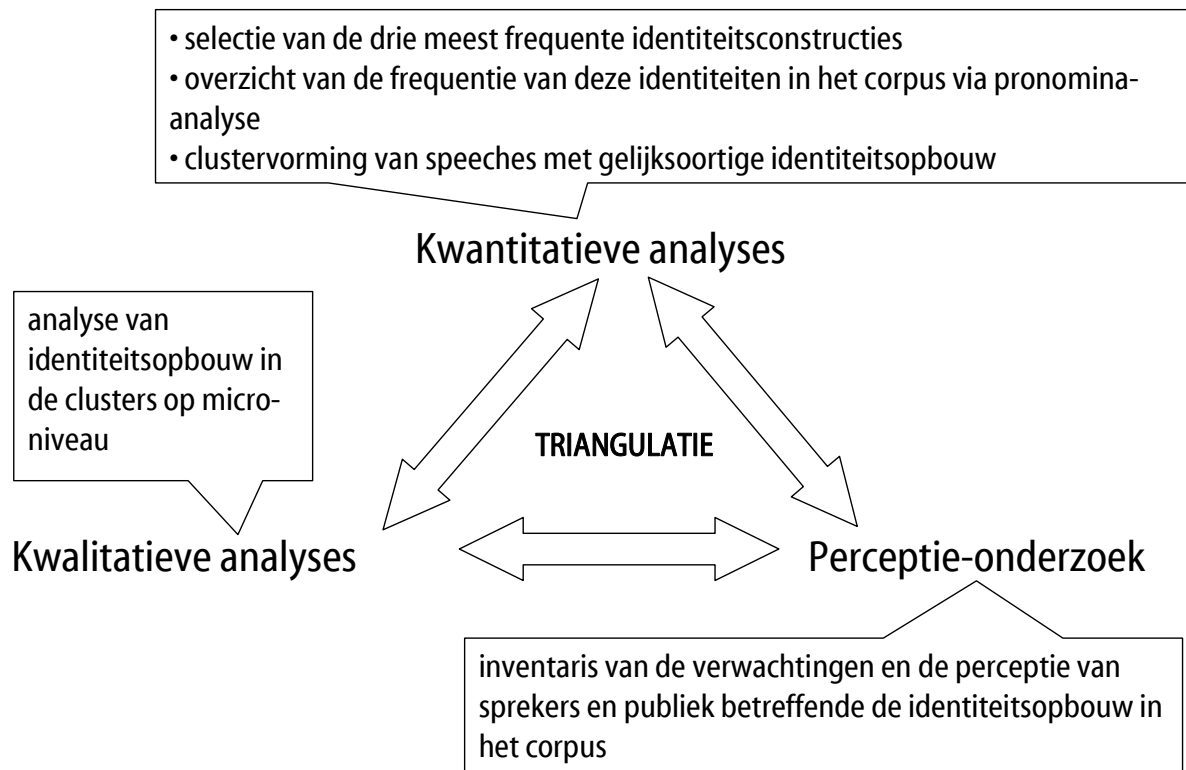 • selectie van de drie meest frequente identiteitsconstructies
• overzicht van de frequentie van deze identiteiten in het corpus via pronomina-
analyse
• clustervorming van speeches met gelijksoortige identiteitsopbouw
Kwantitatieve analyses
analyse van
identiteitsopbouw in
de clusters op micro-
niveau
TRIANGULATIE
Kwalitatieve analyses
Perceptie-onderzoek
inventaris van de verwachtingen en de perceptie van
sprekers en publiek betreffende de identiteitsopbouw in
het corpus